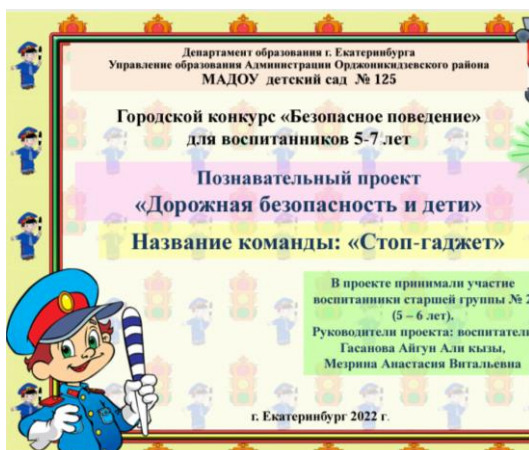 Департамент образования г. Екатеринбурга
Управление образования Администрации Орджоникидзевского района
МАДОУ детский сад № 125
Городской конкурс «Безопасное поведение»
для воспитанников 5-7 лет
Познавательный проект
«Дорожная безопасность и дети»
Название команды: «Стоп-гаджет»
В проекте принимали участие
воспитанники старшей группы № 2
(5 – 6 лет).
Руководители проекта: воспитатели
Гасанова Айгун Али кызы,
Мезрина Анастасия Витальевна
г. Екатеринбург 2022 г.